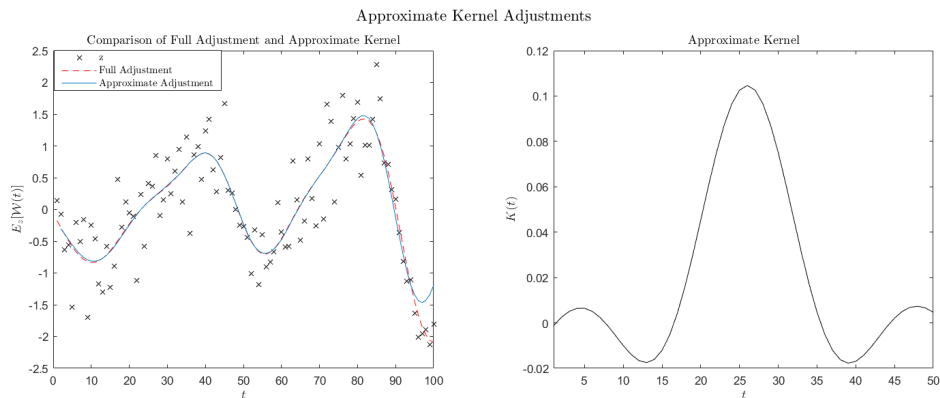 Approximate Kernel Adjustments
Comparison of Full Adjustment and Approximate Kernel
2.5
2
1.5
1
0.5
0
-0.5
-1
-1.5
-2
-2.5
E_z[W(t)]
z
Full Adjustment
Approximate Adjustment
0 10 20 30 40 50 60 70 80 90 100
t
Approximate Kernel
0.12
0.1
0.08
0.06
0.04
0.02
0
-0.02
K(t)
5 10 15 20 25 30 35 40 45 50
t